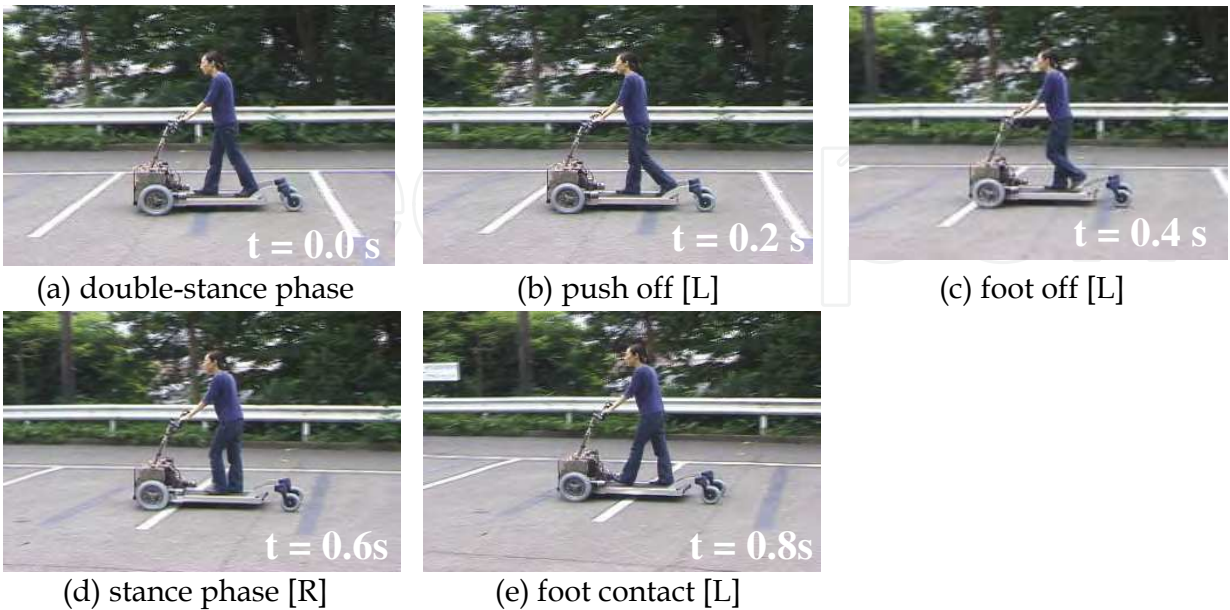 t = 0.0 s
t = 0.2 s
t = 0.4 s
(a) double-stance phase
(b) push off [L]
(c) foot off [L]
t = 0.6s
t = 0.8s
(d) stance phase [R]
(e) foot contact [L]